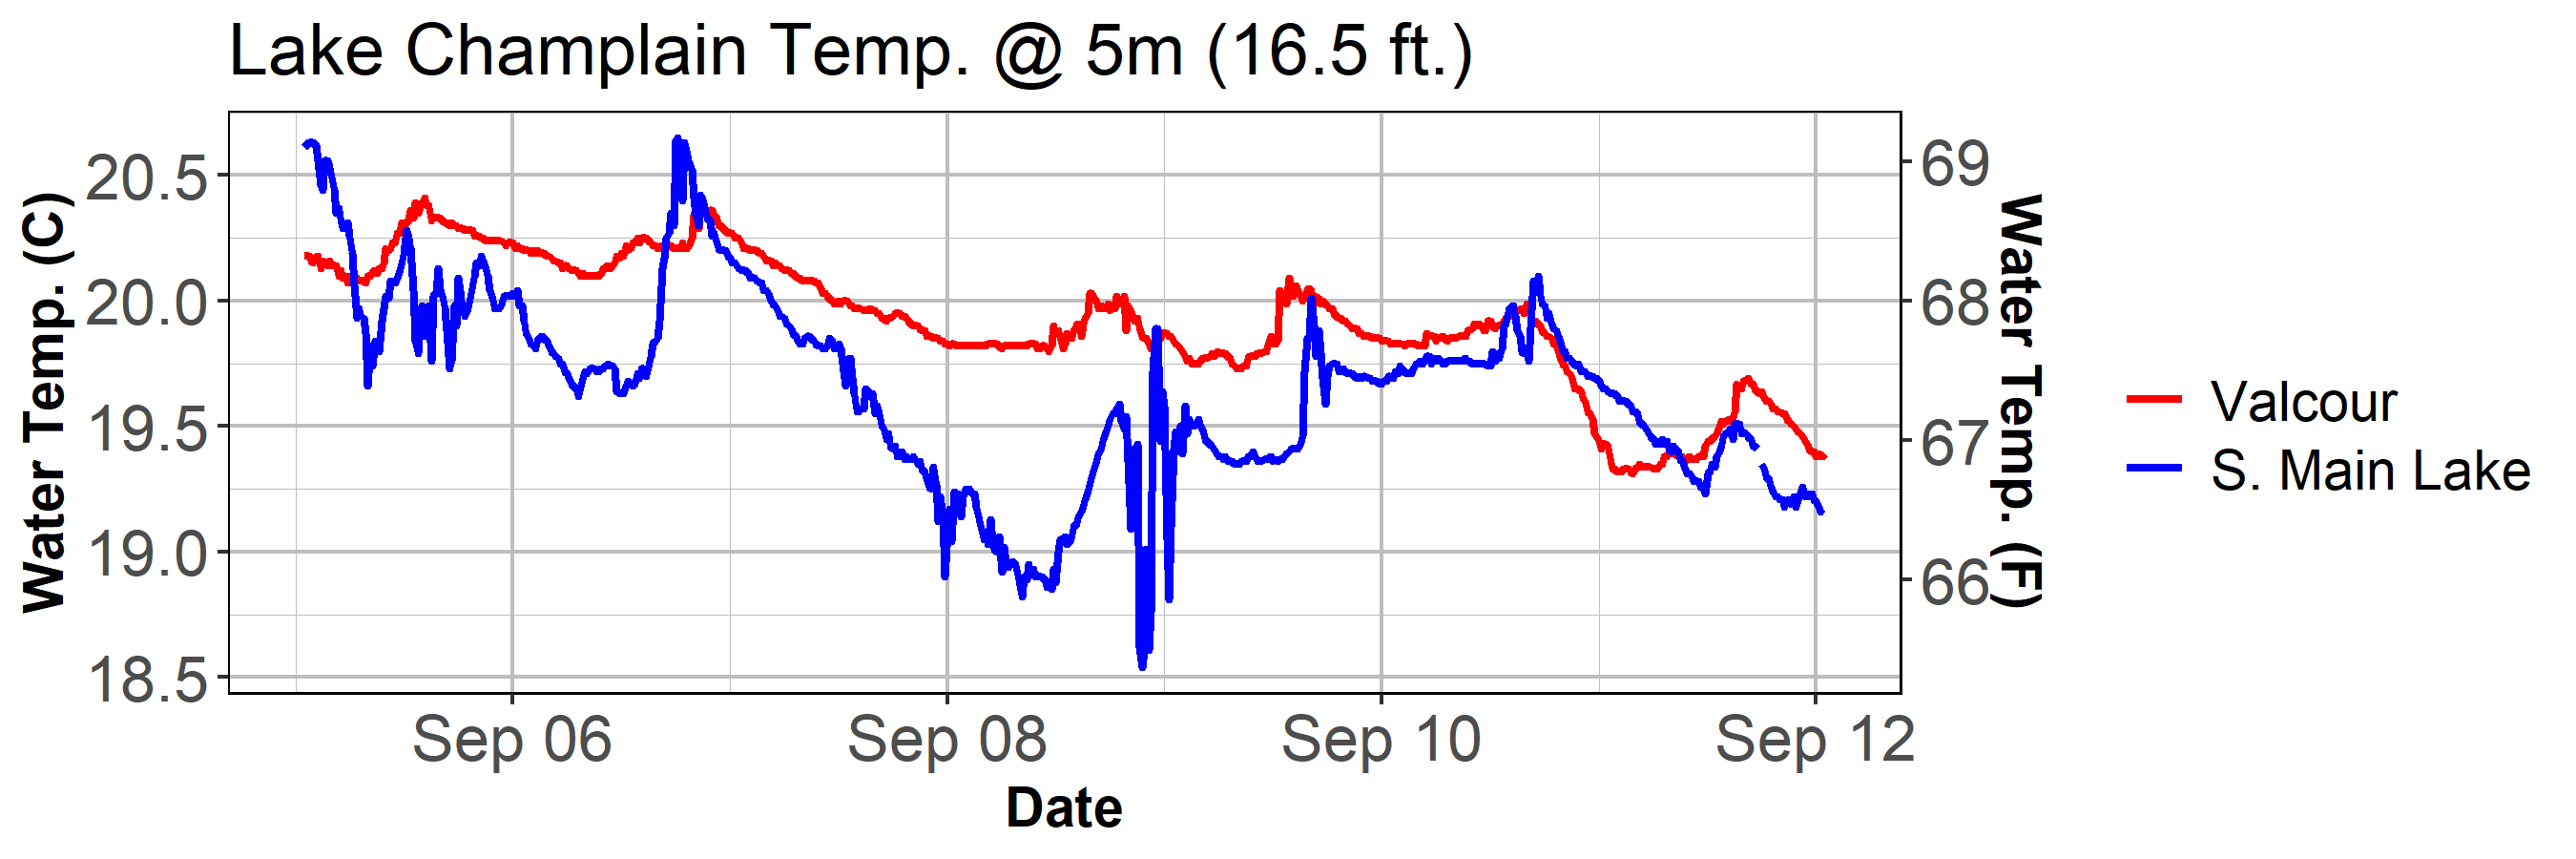 Lake Champlain Temp. @ 5m (16.5 ft.)
Water Temp. (C)
20.5
20.0
19.5
19.0
18.5
69
68
67
66
Water Temp. (F)
Sep 06 Sep 08 Sep 10 Sep 12
Date
Valcour
S. Main Lake